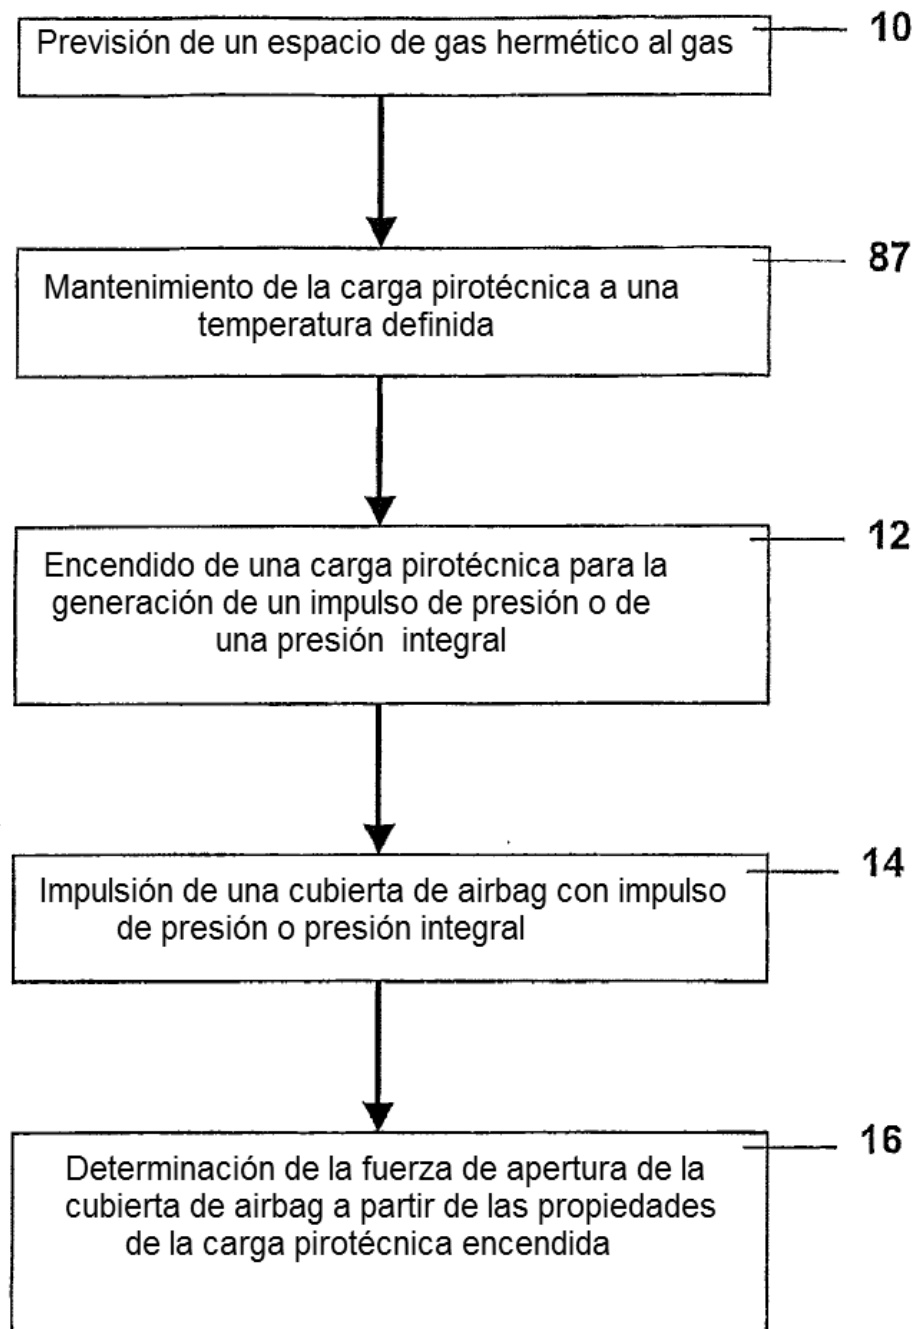 Previsión de un espacio de gas hermético al gas
10
Mantenimiento de la carga pirotécnica a una
temperatura definida
87
Encendido de una carga pirotécnica para la
generación de un impulso de presión o de
una presión integral
12
Impulsión de una cubierta de airbag con impulso
de presión o presión integral
14
Determinación de la fuerza de apertura de la
cubierta de airbag a partir de las propiedades
de la carga pirotécnica encendida
16